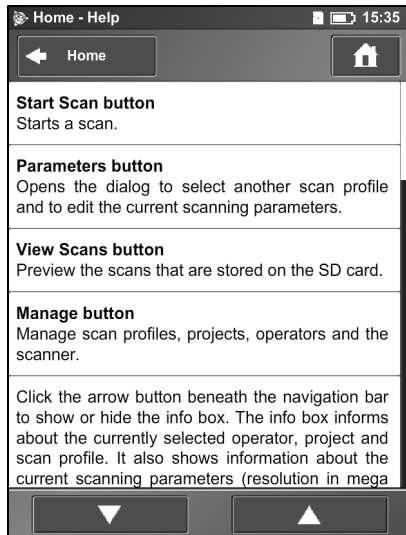 Home - Help 15:35
Home
Start Scan button
Starts a scan.
Parameters button
Opens the dialog to select another scan profile
and to edit the current scanning parameters.
View Scans button
Preview the scans that are stored on the SD card.
Manage button
Manage scan profiles, projects, operators and the
scanner.
Click the arrow button beneath the navigation bar
to show or hide the info box. The info box informs
about the currently selected operator, project and
scan profile. It also shows information about the
current scanning parameters (resolution in mega